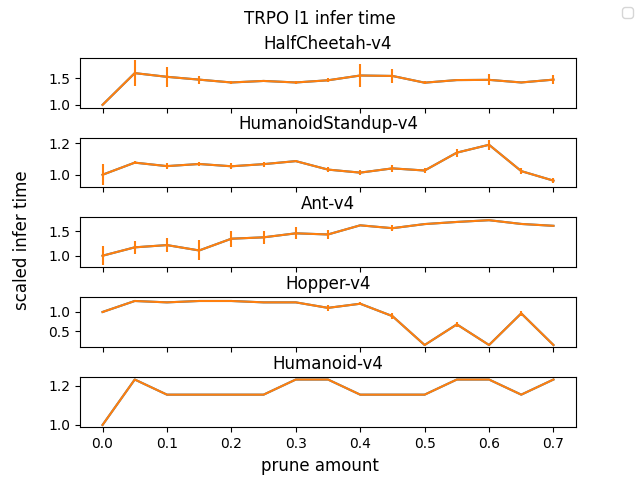 TRPO l1 infer time
HalfCheetah-v4
1.5
1.0
HumanoidStandup-v4
1.2
1.0
Ant-v4
1.5
1.0
Hopper-v4
1.0
0.5
Humanoid-v4
1.2
1.0
0.0 0.1 0.2 0.3 0.4 0.5 0.6 0.7
prune amount
scaled infer time